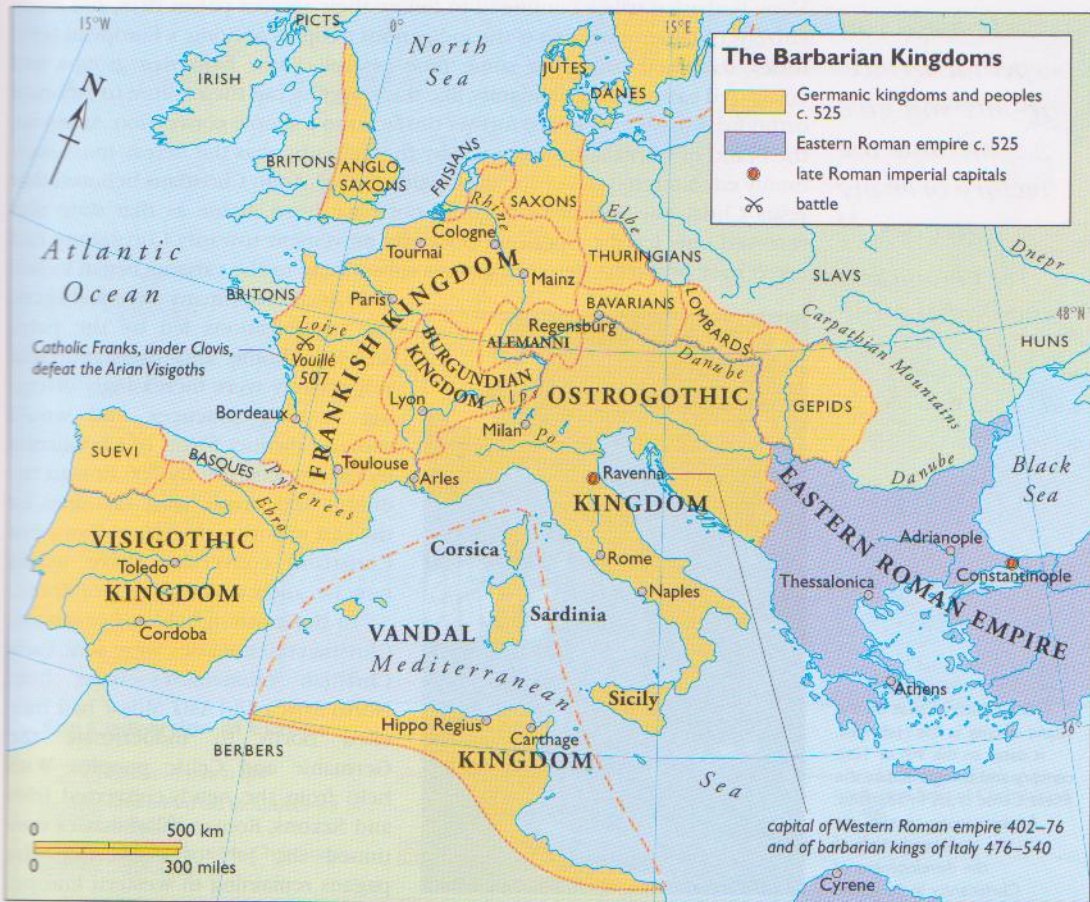 15°W
PICTS
0°
15°E
North
Sea
The Barbarian Kingdoms
Germanic kingdoms and peoples
c. 525
Eastern Roman empire c. 525
late Roman imperial capitals
battle
N
IRISH
JUTES
DANES
BRITONS
ANGLO-
SAXONS
FRISIANS
SAXONS
Rhine
Elbe
Cologne
Tournai
THURINGIANS
Mainz
SLAVS
Dnepr
Atlantic
Ocean
BRITONS
Paris
BAVARIANS
LOMBARDS
Regensburg
Carpathian Mountains
48°N
HUNS
Loire
FRANKISH KINGDOM
BURGUNDIAN
KINGDOM
ALEMANNI
Danube
Catholic Franks, under Clovis,
defeat the Arian Visigoths
Vouillé
507
Lyon
Alps
OSTROGOTHIC
KINGDOM
GEPIDS
Bordeaux
Milan
Po
SUEVI
BASQUES
Pyrenees
Toulouse
Arles
Ravenna
Danube
Black
Sea
Ebro
VISIGOTHIC
KINGDOM
Toledo
Cordoba
Corsica
Rome
Naples
EASTERN ROMAN EMPIRE
Adrianople
Constantinople
Thessalonica
Sardinia
VANDAL
KINGDOM
Mediterranean
Sea
Sicily
Athens
36°
Hippo Regius
Carthage
BERBERS
0
500 km
0
300 miles
capital of Western Roman empire 402–76
and of barbarian kings of Italy 476–540
Cyrene